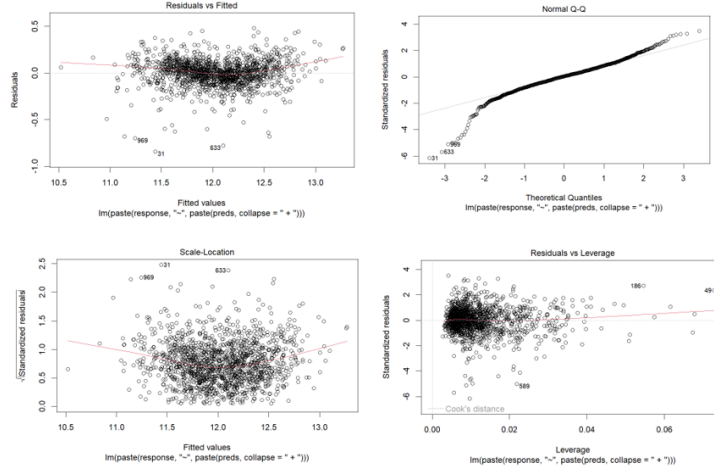 Residuals vs Fitted
Residuals
0.5
0.0
-0.5
-1.0
969
31
633
10.5 11.0 11.5 12.0 12.5 13.0
Fitted values
lm(paste(response, "~", paste(preds, collapse = " + ")))
Normal Q-Q
Standardized residuals
4
2
0
-2
-4
-6
969
633
31
-3 -2 -1 0 1 2 3
Theoretical Quantiles
lm(paste(response, "~", paste(preds, collapse = " + ")))
Scale-Location
√|Standardized residuals|
2.5
2.0
1.5
1.0
0.5
0.0
31
969
633
10.5 11.0 11.5 12.0 12.5 13.0
Fitted values
lm(paste(response, "~", paste(preds, collapse = " + ")))
Residuals vs Leverage
Standardized residuals
4
2
0
-2
-4
-6
186
49
589
Cook's distance
0.00 0.02 0.04 0.06
Leverage
lm(paste(response, "~", paste(preds, collapse = " + ")))